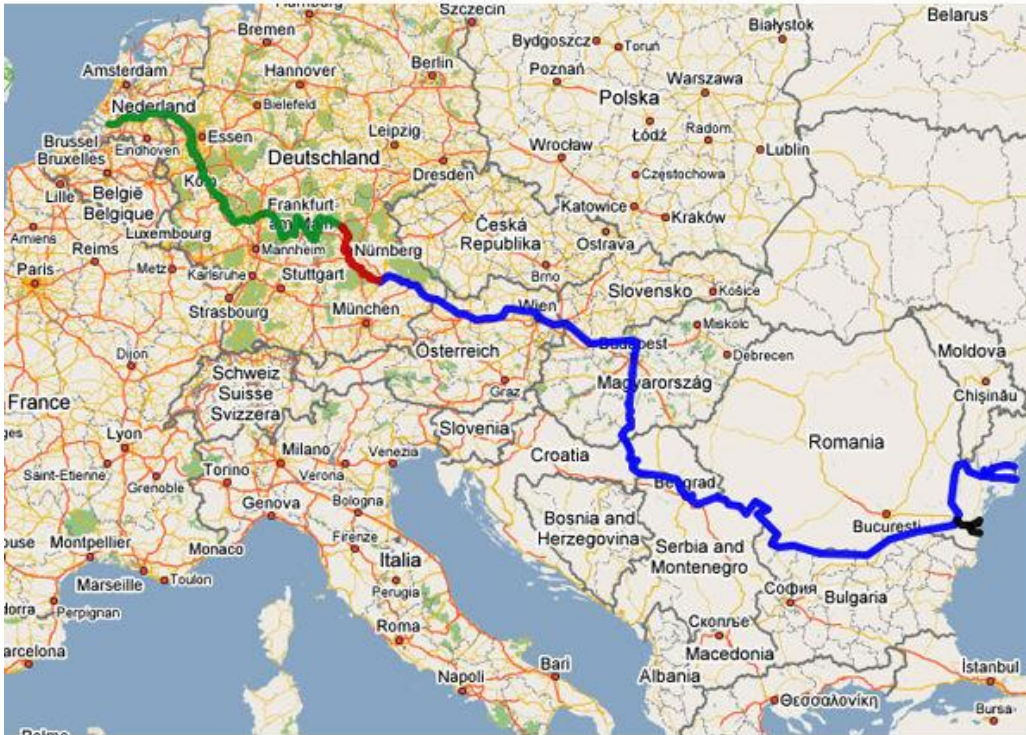 Hamburg
Szczecin
Belarus
Bremen
Bydgoszcz
Toruń
Białystok
Amsterdam
Hannover
Berlin
Poznań
Warszawa
Nederland
Bielefeld
Polska
Essen
Łódź
Radom
Brussel
Bruxelles
Eindhoven
Leipzig
Wrocław
Lublin
Deutschland
Dresden
Częstochowa
Lille
België
Belgique
Köln
Frankfurt
am Main
Katowice
Kraków
Amiens
Luxembourg
Česká
Republika
Ostrava
Reims
Mannheim
Nürnberg
Paris
Metz
Karlsruhe
Stuttgart
Brno
Slovensko
Košice
Strasbourg
München
Wien
Miskolc
Budapest
Debrecen
Moldova
Dijon
Österreich
Chișinău
Schweiz
Suisse
Svizzera
Graz
Magyarország
France
Slovenia
Romania
Lyon
Milano
Verona
Venezia
Croatia
Saint-Etienne
Torino
Grenoble
Beograd
Genova
Bologna
Bosnia and
Herzegovina
București
Montpellier
Monaco
Firenze
Serbia and
Montenegro
Marseille
Toulon
Italia
Perugia
София
Bulgaria
Perpignan
Roma
Скопље
Macedonia
arcelona
Napoli
Bari
Albania
İstanbul
Θεσσαλονίκη
Bursa